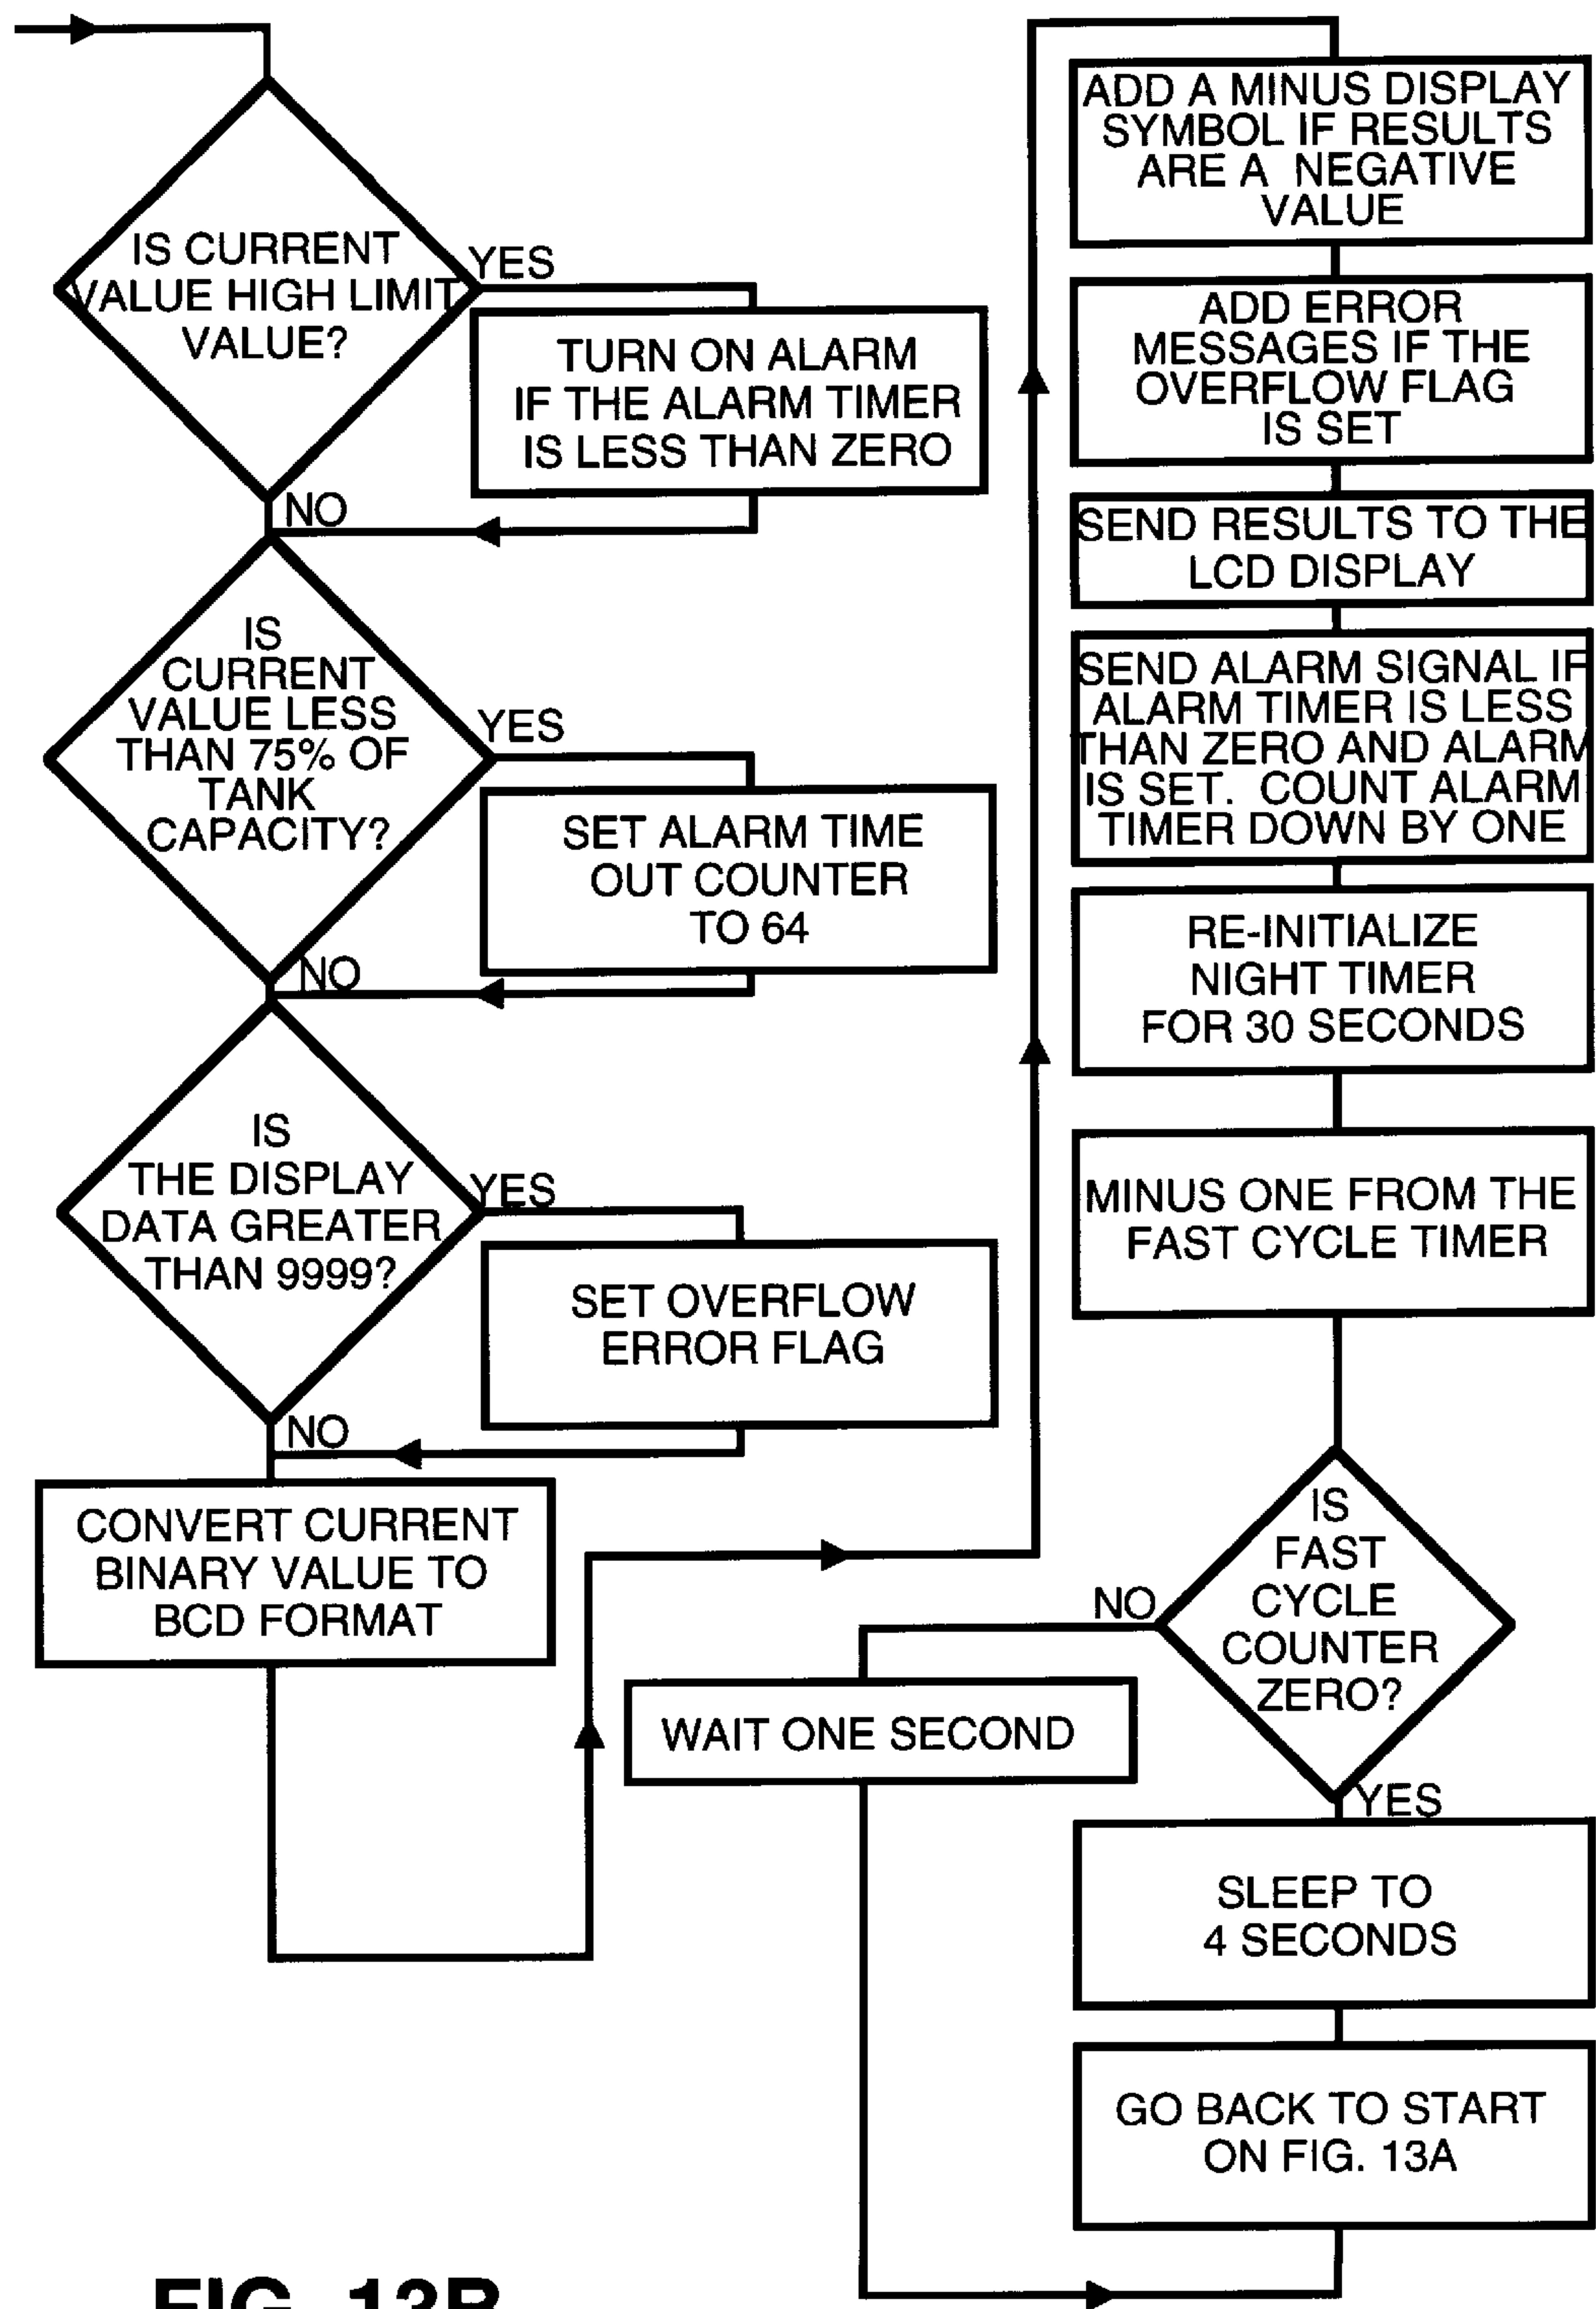 IS CURRENT
VALUE HIGH LIMIT
VALUE?
YES
TURN ON ALARM
IF THE ALARM TIMER
IS LESS THAN ZERO
NO
IS
CURRENT
VALUE LESS
THAN 75% OF
TANK
CAPACITY?
YES
SET ALARM TIME
OUT COUNTER
TO 64
NO
IS
THE DISPLAY
DATA GREATER
THAN 9999?
YES
SET OVERFLOW
ERROR FLAG
NO
CONVERT CURRENT
BINARY VALUE TO
BCD FORMAT
ADD A MINUS DISPLAY
SYMBOL IF RESULTS
ARE A NEGATIVE
VALUE
ADD ERROR
MESSAGES IF THE
OVERFLOW FLAG
IS SET
SEND RESULTS TO THE
LCD DISPLAY
SEND ALARM SIGNAL IF
ALARM TIMER IS LESS
THAN ZERO AND ALARM
IS SET. COUNT ALARM
TIMER DOWN BY ONE
RE-INITIALIZE
NIGHT TIMER
FOR 30 SECONDS
MINUS ONE FROM THE
FAST CYCLE TIMER
IS
FAST
CYCLE
COUNTER
ZERO?
NO
WAIT ONE SECOND
YES
SLEEP TO
4 SECONDS
GO BACK TO START
ON FIG. 13A
FIG. 13B